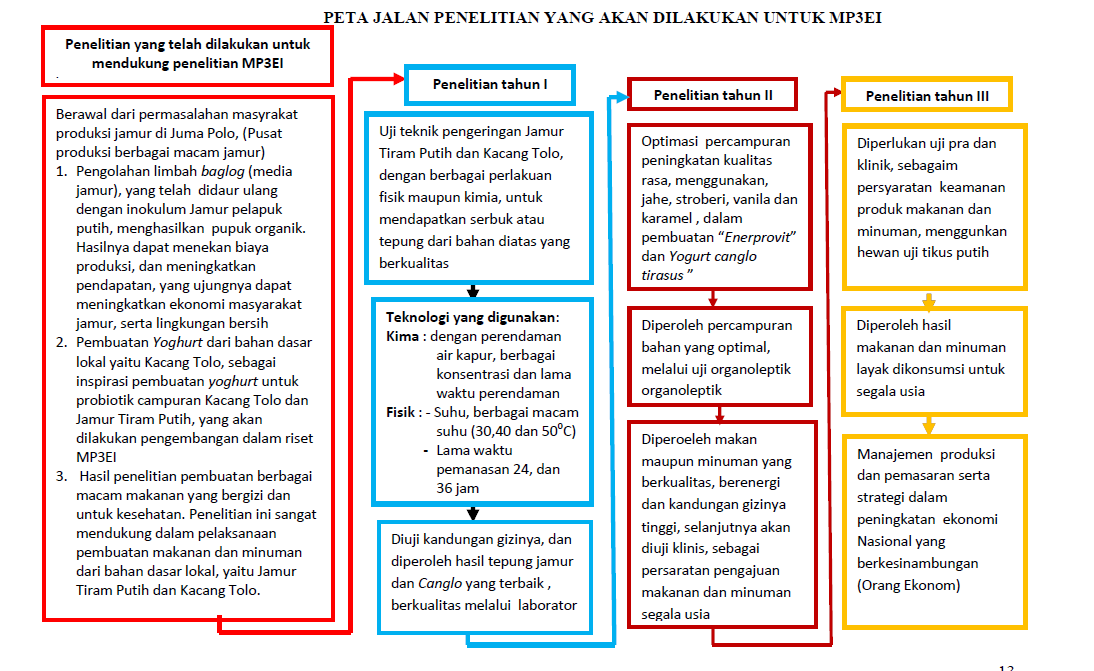 PETA JALAN PENELITIAN YANG AKAN DILAKUKAN UNTUK MP3EI
Penelitian yang telah dilakukan untuk
mendukung penelitian MP3EI
.
Berawal dari permasalahan masyrakat
produksi jamur di Juma Polo, (Pusat
produksi berbagai macam jamur)
1. Pengolahan limbah baglog (media
jamur), yang telah didaur ulang
dengan inokulum Jamur pelapuk
putih, menghasilkan pupuk organik.
Hasilnya dapat menekan biaya
produksi, dan meningkatkan
pendapatan, yang ujungnya dapat
meningkatkan ekonomi masyarakat
jamur, serta lingkungan bersih
2. Pembuatan Yoghurt dari bahan dasar
lokal yaitu Kacang Tolo, sebagai
inspirasi pembuatan yoghurt untuk
probiotik campuran Kacang Tolo dan
Jamur Tiram Putih, yang akan
dilakukan pengembangan dalam riset
MP3EI
3. Hasil penelitian pembuatan berbagai
macam makanan yang bergizi dan
untuk kesehatan. Penelitian ini sangat
mendukung dalam pelaksanaan
pembuatan makanan dan minuman
dari bahan dasar lokal, yaitu Jamur
Tiram Putih dan Kacang Tolo.
Penelitian tahun I
Uji teknik pengeringan Jamur
Tiram Putih dan Kacang Tolo,
dengan berbagai perlakuan
fisik maupun kimia, untuk
mendapatkan serbuk atau
tepung dari bahan diatas yang
berkualitas
Teknologi yang digunakan:
Kima : dengan perendaman
air kapur, berbagai
konsentrasi dan lama
waktu perendaman
Fisik : - Suhu, berbagai macam
suhu (30,40 dan 50⁰C)
- Lama waktu
pemanasan 24, dan
36 jam
Diuji kandungan gizinya, dan
diperoleh hasil tepung jamur
dan Canglo yang terbaik ,
berkualitas melalui laborator
Penelitian tahun II
Optimasi percampuran
peningkatan kualitas
rasa, menggunakan,
jahe, stroberi, vanila dan
karamel , dalam
pembuatan “Enerprovit”
dan Yogurt canglo
tirasus ”
Diperoleh percampuran
bahan yang optimal,
melalui uji organoleptik
organoleptik
Diperoeleh makan
maupun minuman yang
berkualitas, berenergi
dan kandungan gizinya
tinggi, selanjutnya akan
diuji klinis, sebagai
persaratan pengajuan
makanan dan minuman
segala usia
Penelitian tahun III
Diperlukan uji pra dan
klinik, sebagaim
persyaratan keamanan
produk makanan dan
minuman, menggunkan
hewan uji tikus putih
Diperoleh hasil
makanan dan minuman
layak dikonsumsi untuk
segala usia
Manajemen produksi
dan pemasaran serta
strategi dalam
peningkatan ekonomi
Nasional yang
berkesinambungan
(Orang Ekonom)